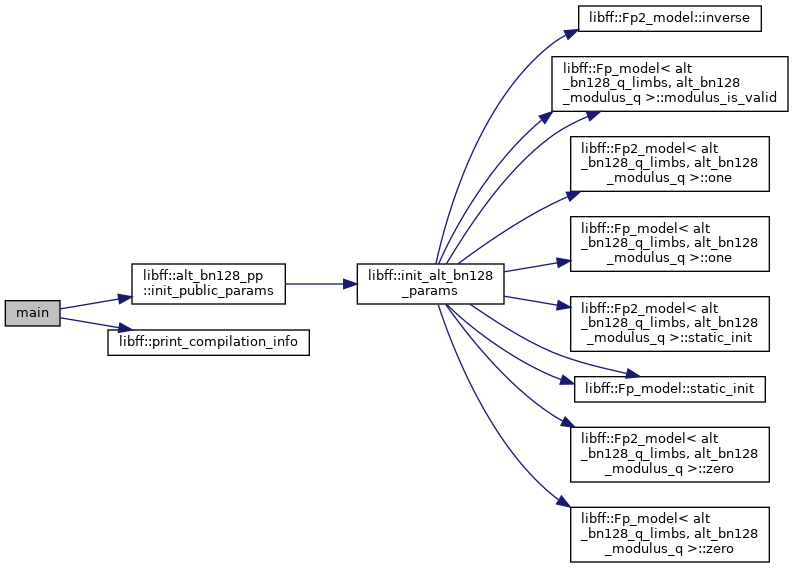 main
libff::alt_bn128_pp
::init_public_params
libff::print_compilation_info
libff::init_alt_bn128
_params
libff::Fp2_model::inverse
libff::Fp_model< alt
_bn128_q_limbs, alt_bn128
_modulus_q >::modulus_is_valid
libff::Fp2_model< alt
_bn128_q_limbs, alt_bn128
_modulus_q >::one
libff::Fp_model< alt
_bn128_q_limbs, alt_bn128
_modulus_q >::one
libff::Fp2_model< alt
_bn128_q_limbs, alt_bn128
_modulus_q >::static_init
libff::Fp_model::static_init
libff::Fp2_model< alt
_bn128_q_limbs, alt_bn128
_modulus_q >::zero
libff::Fp_model< alt
_bn128_q_limbs, alt_bn128
_modulus_q >::zero